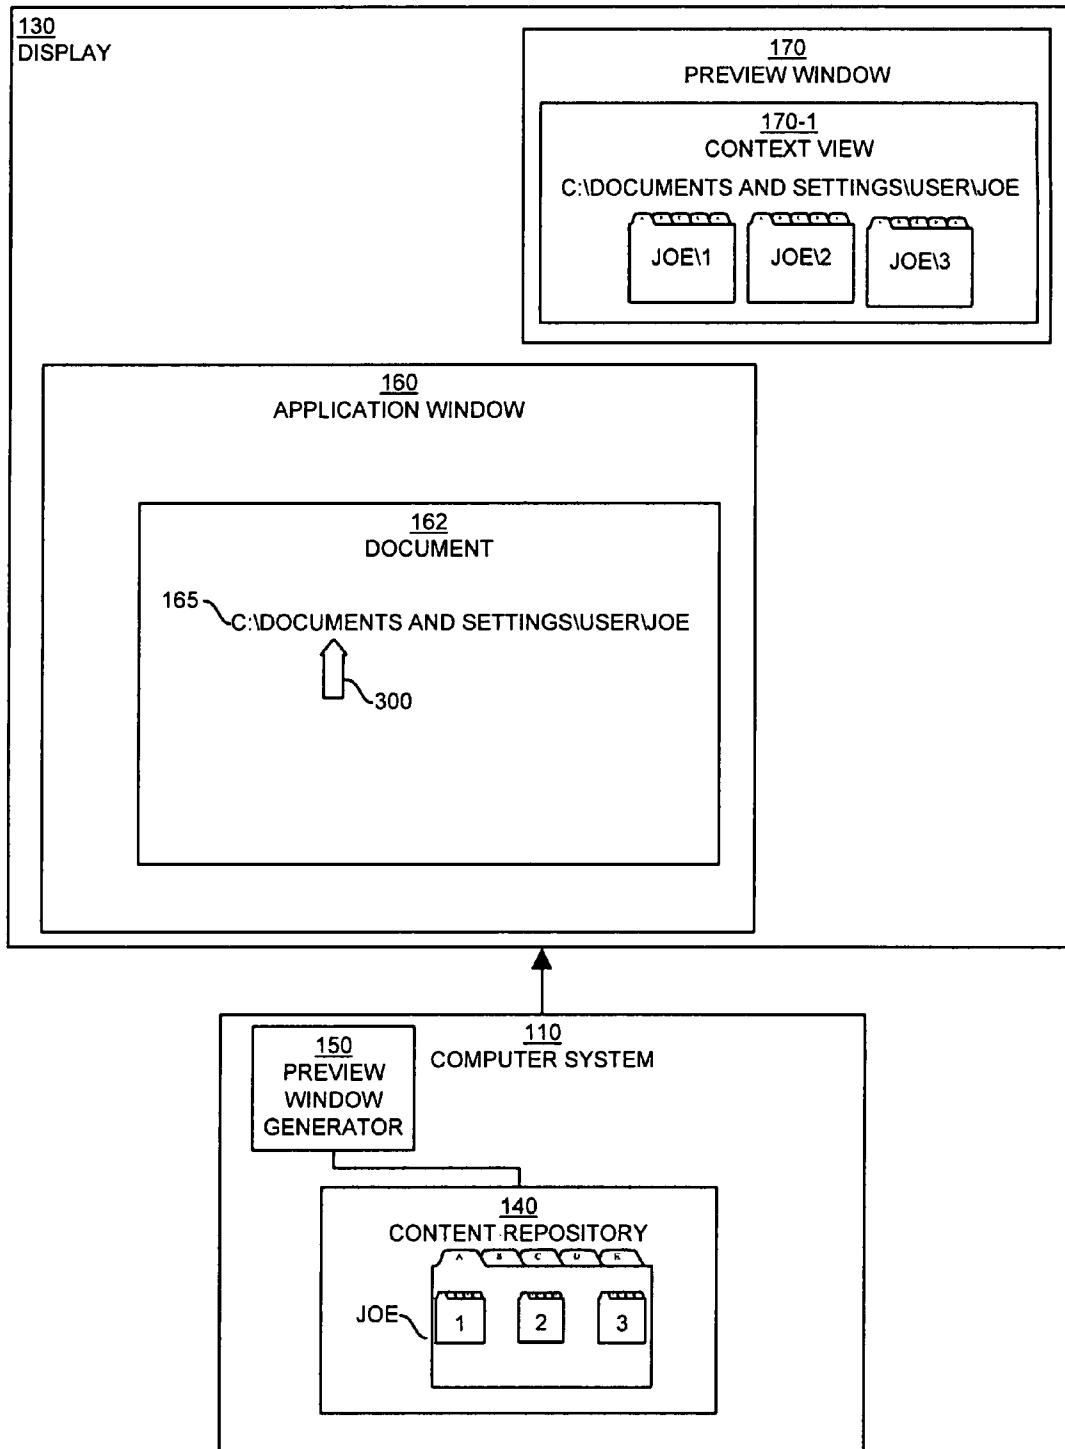 130
DISPLAY
170
PREVIEW WINDOW
170-1
CONTEXT VIEW
C:\DOCUMENTS AND SETTINGS\USER\JOE
JOE\1 JOE\2 JOE\3
160
APPLICATION WINDOW
162
DOCUMENT
165
C:\DOCUMENTS AND SETTINGS\USER\JOE
300
110
COMPUTER SYSTEM
150
PREVIEW
WINDOW
GENERATOR
140
CONTENT REPOSITORY
A B C D E
JOE
1 2 3